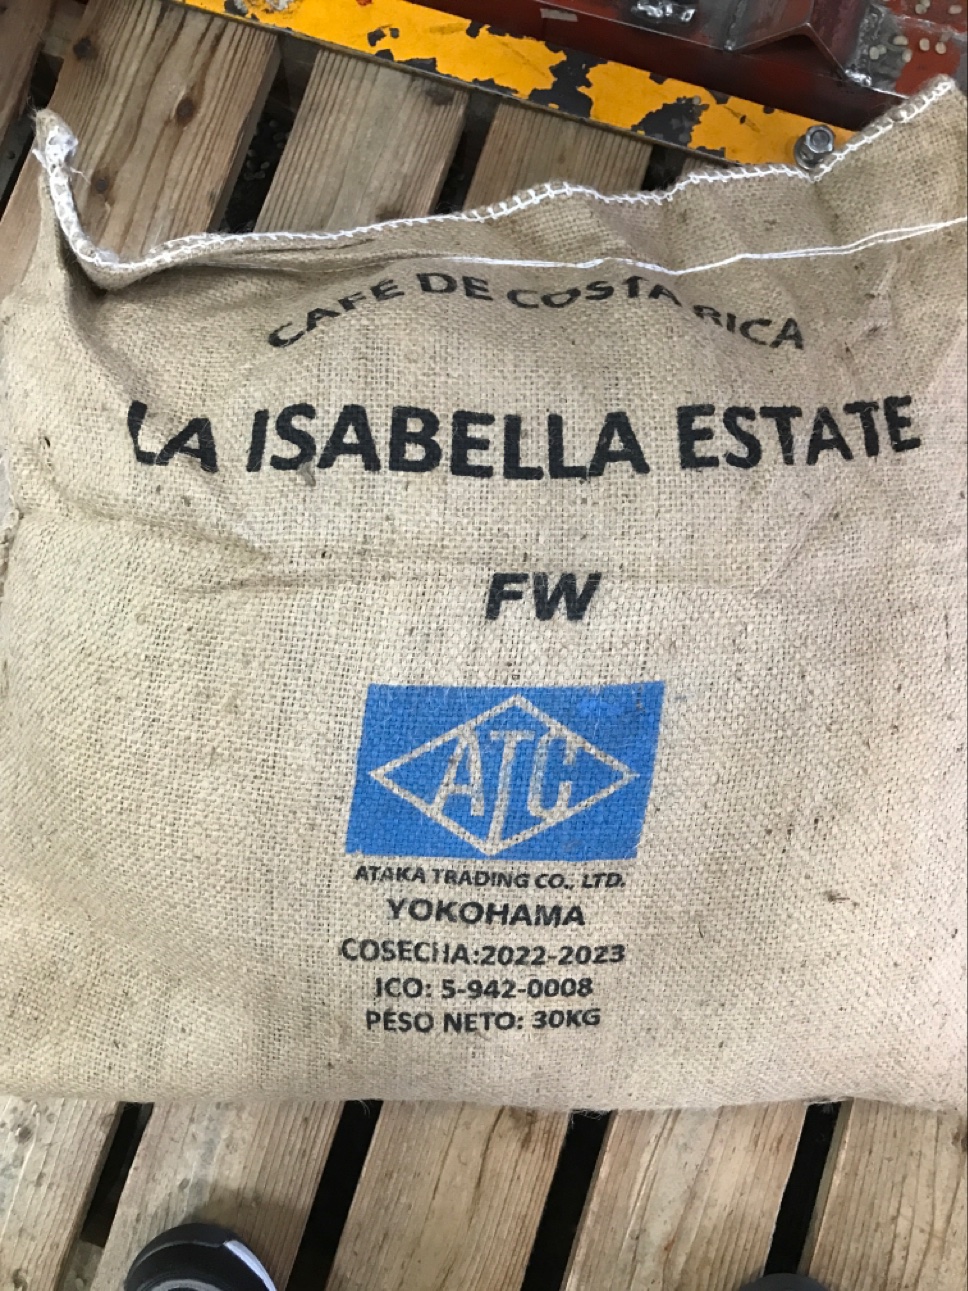 CAFE DE COSTA RICA
LA ISABELLA ESTATE
FW
ATC
ATAKA TRADING CO., LTD.
YOKOHAMA
COSECHA:2022-2023
ICO: 5-942-0008
PESO NETO: 30KG